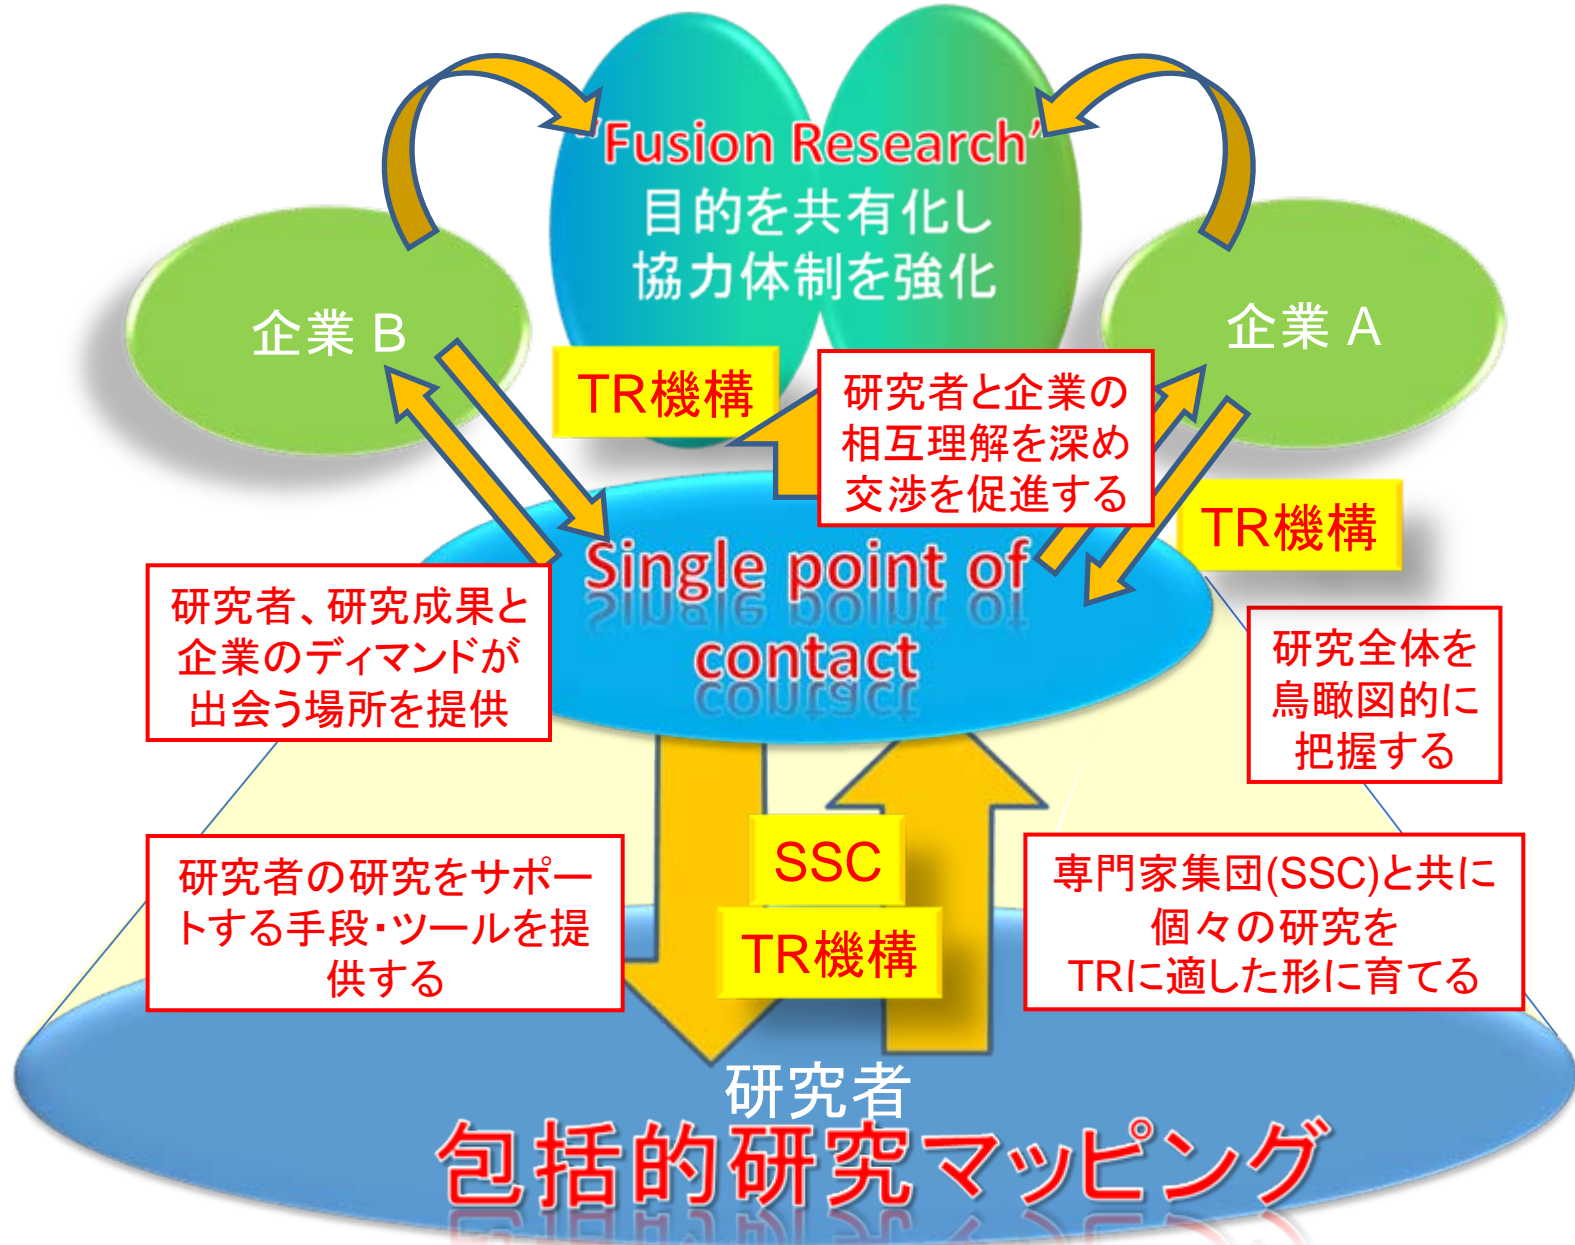 "Fusion Research"
目的を共有化し
協力体制を強化
企業 B
企業 A
TR機構
研究者と企業の
相互理解を深め
交渉を促進する
TR機構
Single point of
contact
研究者、研究成果と
企業のディマンドが
出会う場所を提供
研究全体を
鳥瞰図的に
把握する
研究者の研究をサポー
トする手段・ツールを提
供する
SSC
TR機構
専門家集団(SSC)と共に
個々の研究を
TRに適した形に育てる
研究者
包括的研究マッピング